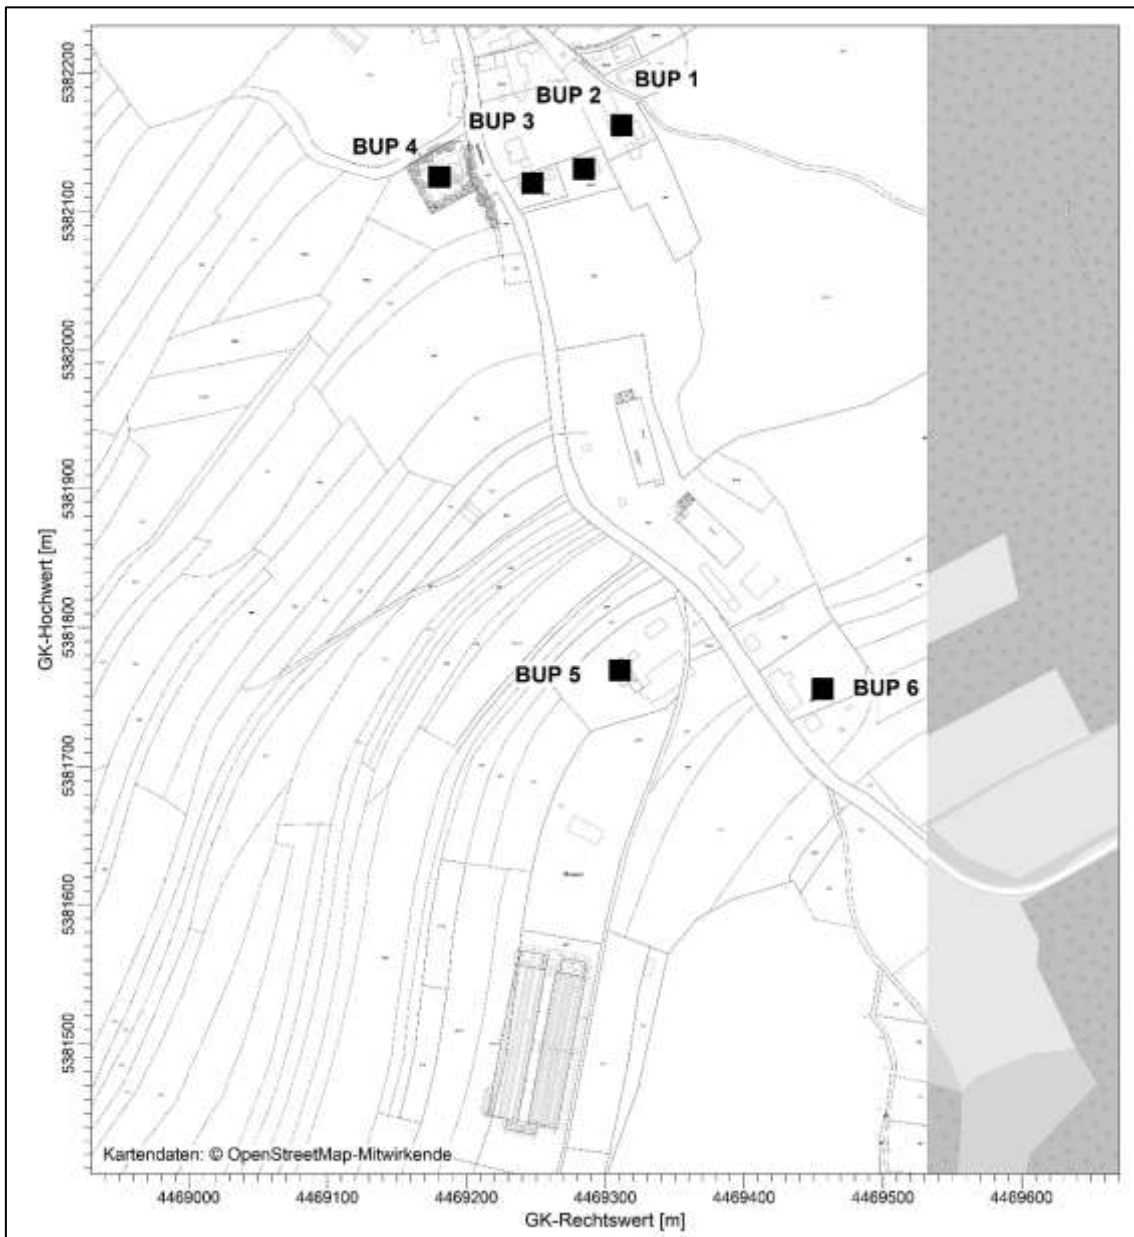 BUP 1
BUP 2
BUP 3
BUP 4
BUP 5
BUP 6
5382200
5382100
5382000
5381900
5381800
5381700
5381600
5381500
GK-Hochwert [m]
Kartendaten: © OpenStreetMap-Mitwirkende
4469000 4469100 4469200 4469300 4469400 4469500 4469600
GK-Rechtswert [m]